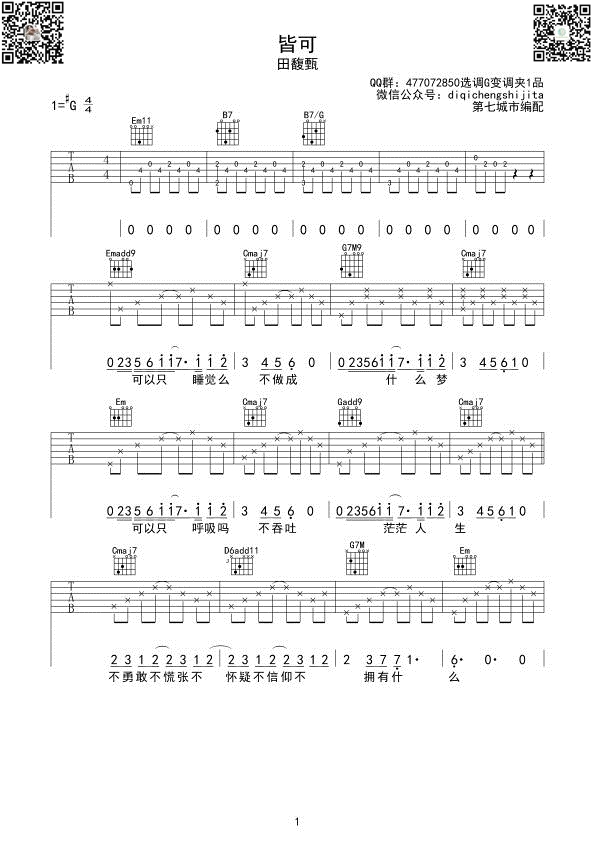 皆可
田馥甄
QQ群：477072850选调G变调夹1品
微信公众号：diqichengshijita
第七城市编配
1=♯G 4/4
Em11 B7 B7/G
T A B 4/4
0 0 0 0 0 0 0 0 0 0 0 0 0 0 0 0 0 0 0 0
Emadd9 Cmaj7 G7M9 Cmaj7
T A B
0 2 3 5 6 i i 7· i i 2 3 4 5 6 0 0 2 3 5 6 i i 7· i i 2 3 4 5 6 1 0
可以只 睡觉么 不做成 什么梦
Em Cmaj7 Gadd9 Cmaj7
T A B
0 2 3 5 6 i i 7· i i 2 3 4 5 6 0 0 2 3 5 6 i i 7· i i 2 3 4 5 6 1 0
可以只 呼吸吗 不吞吐 茫茫人 生
Cmaj7 D6add11 G7M Em
T A B
2 3 1 2 2 3 1 2 2 3 1 2 2 3 1 2 2 3 7 7 1· 6· 0· 0
不勇敢不慌张不 怀疑不信仰不 拥有什 么
1